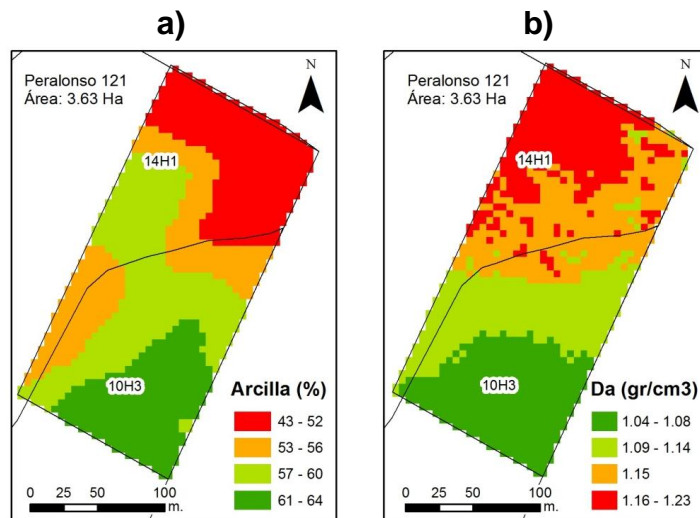 a)
Peralonso 121
Área: 3.63 Ha
N
14H1
10H3
Arcilla (%)
43 - 52
53 - 56
57 - 60
61 - 64
0 25 50 100
m.
b)
Peralonso 121
Área: 3.63 Ha
N
14H1
10H3
Da (gr/cm3)
1.04 - 1.08
1.09 - 1.14
1.15
1.16 - 1.23
0 25 50 100
m.